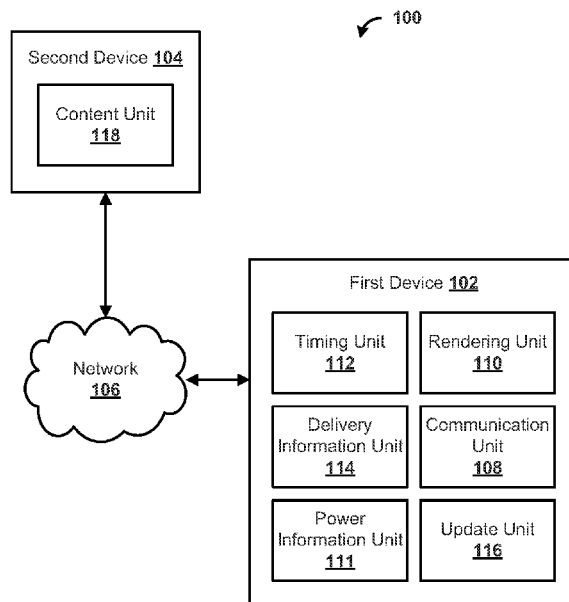 100
Second Device 104
Content Unit
118
First Device 102
Timing Unit
112
Rendering Unit
110
Network
106
Delivery
Information Unit
114
Communication
Unit
108
Power
Information Unit
111
Update Unit
116